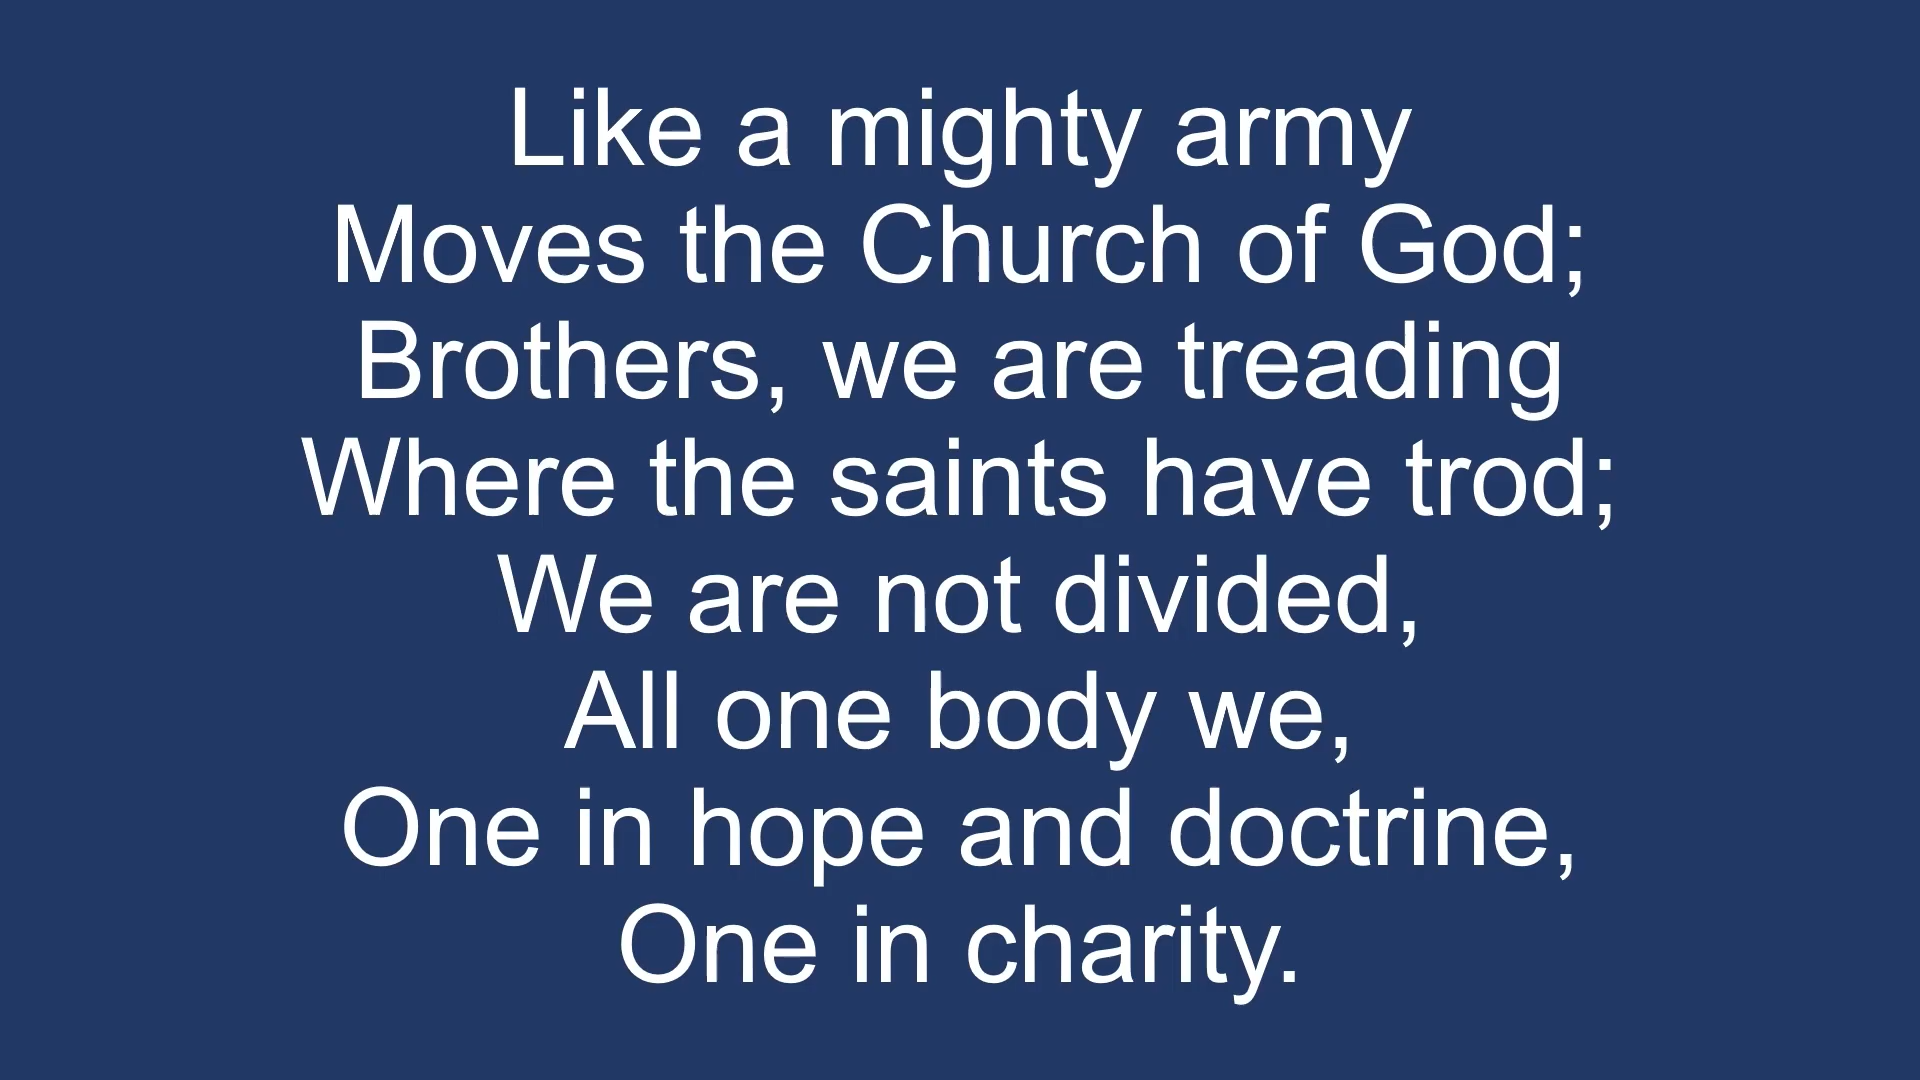 Like a mighty army
Moves the Church of God;
Brothers, we are treading
Where the saints have trod;
We are not divided,
All one body we,
One in hope and doctrine,
One in charity.